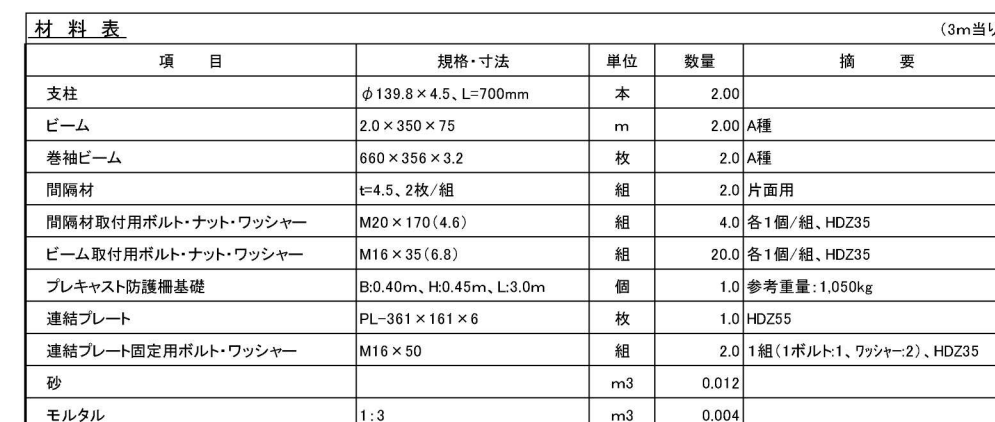 材 料 表 (3m当り
項 目 規格・寸法 単位 数量 摘 要
支柱 φ139.8×4.5、L=700mm 本 2.00
ビーム 2.0×350×75 m 2.00 A種
巻袖ビーム 660×356×3.2 枚 2.0 A種
間隔材 t=4.5、2枚/組 組 2.0 片面用
間隔材取付用ボルト・ナット・ワッシャー M20×170(4.6) 組 4.0 各1個/組、HDZ35
ビーム取付用ボルト・ナット・ワッシャー M16×35(6.8) 組 20.0 各1個/組、HDZ35
プレキャスト防護柵基礎 B:0.40m、H:0.45m、L:3.0m 個 1.0 参考重量:1,050kg
連結プレート PL-361×161×6 枚 1.0 HDZ55
連結プレート固定用ボルト・ワッシャー M16×50 組 2.0 1組(1ボルト:1、ワッシャー:2)、HDZ35
砂 m3 0.012
モルタル 1:3 m3 0.004